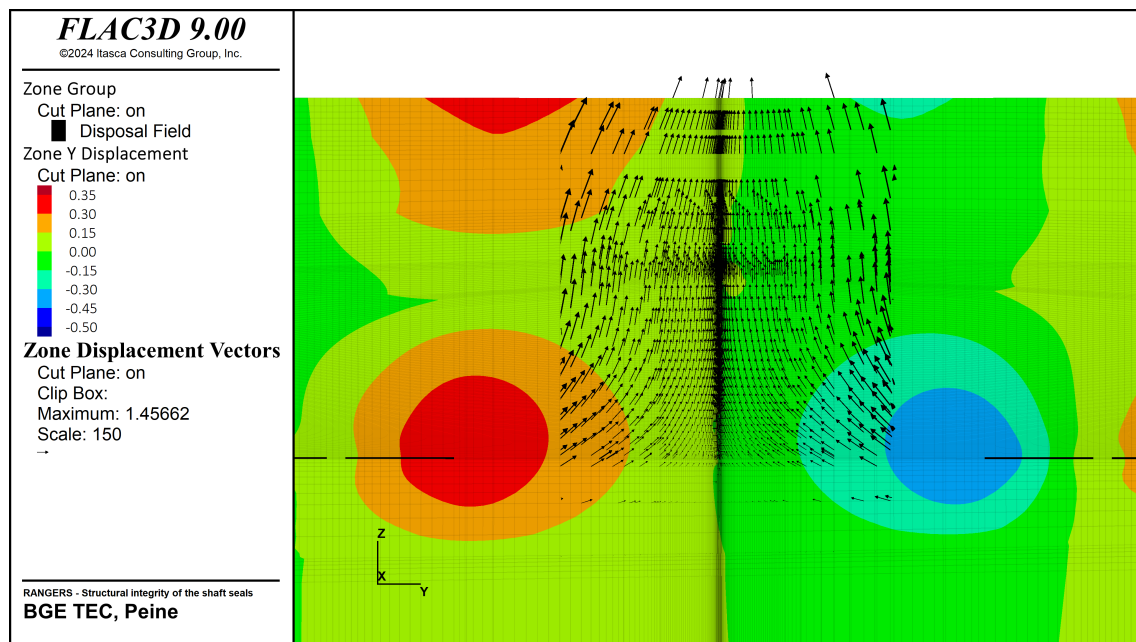 FLAC3D 9.00
©2024 Itasca Consulting Group, Inc.
Zone Group
Cut Plane: on
Disposal Field
Zone Y Displacement
Cut Plane: on
0.35
0.30
0.15
0.00
-0.15
-0.30
-0.45
-0.50
Zone Displacement Vectors
Cut Plane: on
Clip Box:
Maximum: 1.45662
Scale: 150
RANGERS - Structural integrity of the shaft seals
BGE TEC, Peine
Z
X
Y